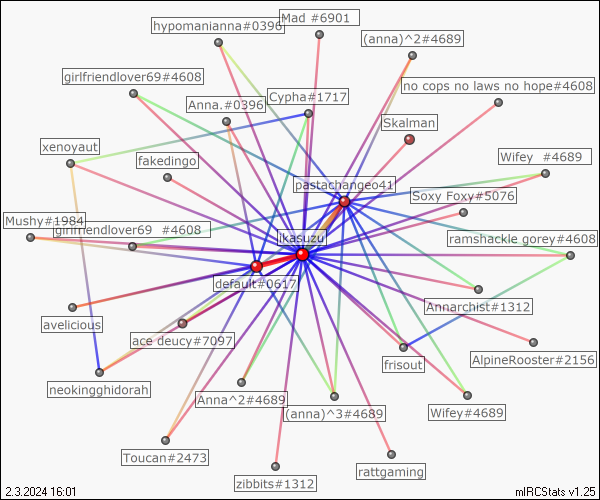 Mad #6901
hypomanianna#0396
(anna)^2#4689
girlfriendlover69#4608
no cops no laws no hope#4608
Cypha#1717
Anna.#0396
Skalman
xenoyaut
fakedingo
Wifey  #4689
pastachangeo41
Soxy Foxy#5076
Mushy#1984
girlfriendlover69  #4608
ikasuzu
ramshackle gorey#4608
default#0617
Annarchist#1312
avelicious
ace deucy#7097
AlpineRooster#2156
frisout
neokingghidorah
Anna^2#4689
(anna)^3#4689
Wifey#4689
Toucan#2473
rattgaming
zibbits#1312
2.3.2024 16:01
mIRCStats v1.25